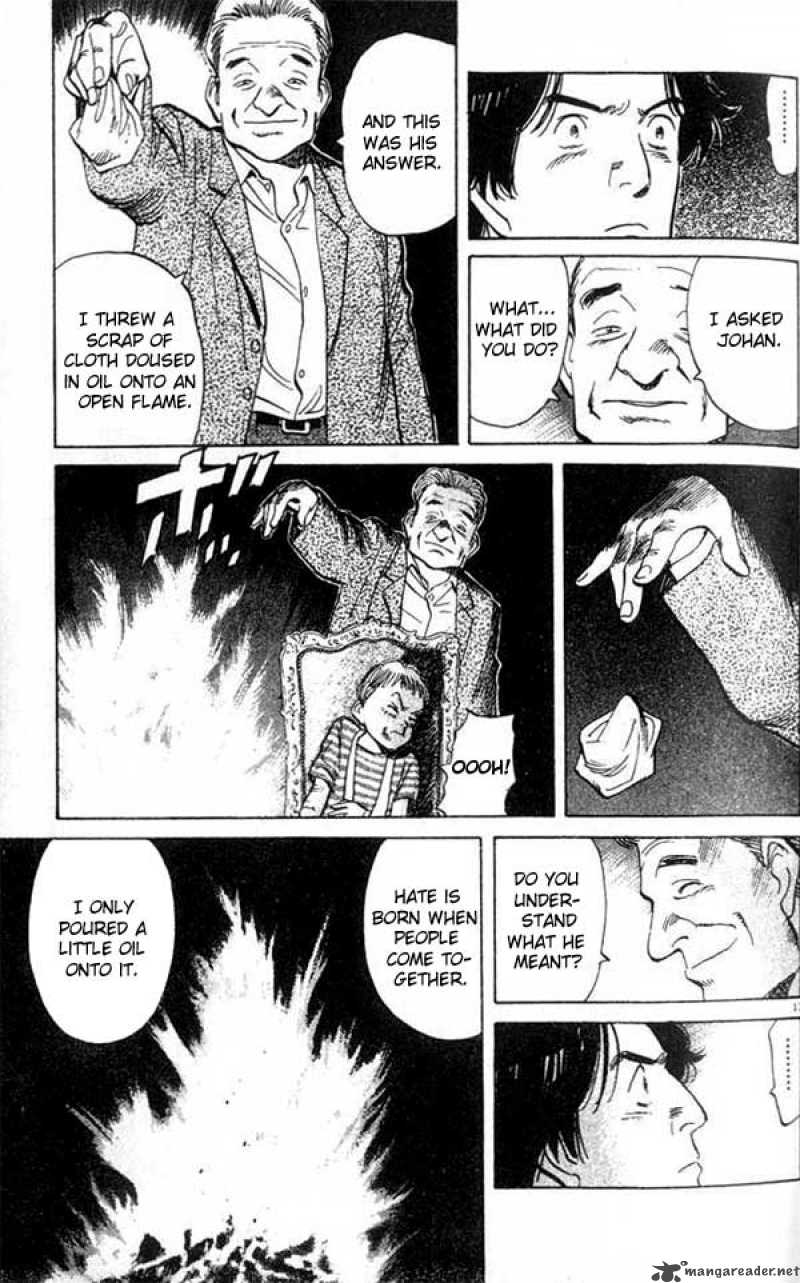 .........
I ASKED
JOHAN.
WHAT...
WHAT DID
YOU DO?
AND THIS
WAS HIS
ANSWER.
I THREW A
SCRAP OF
CLOTH DOUSED
IN OIL ONTO AN
OPEN FLAME.
OOOH!
DO YOU
UNDER-
STAND
WHAT HE
MEANT?
.........
HATE IS
BORN WHEN
PEOPLE
COME TO-
GETHER.
I ONLY
POURED A
LITTLE OIL
ONTO IT.
mangareader.net